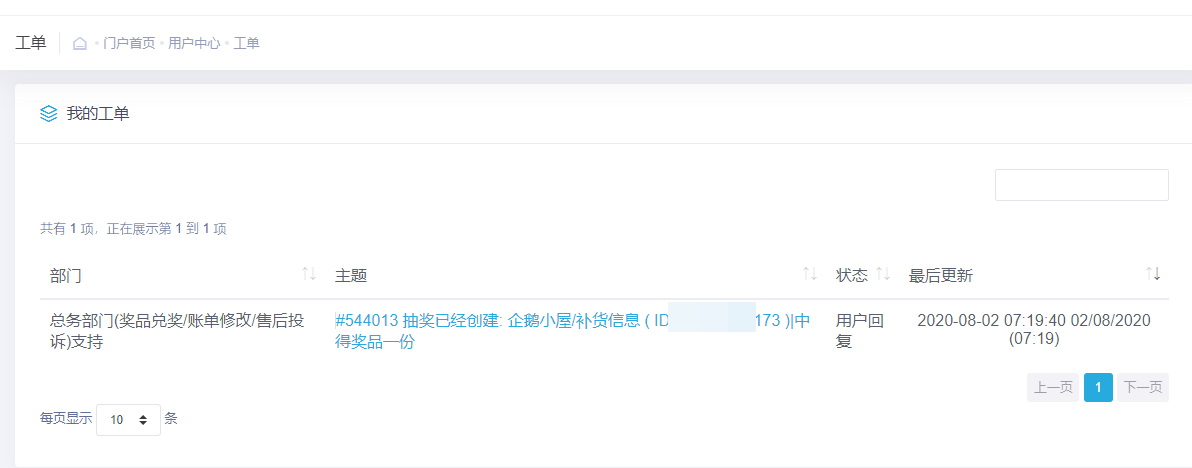 工单 门户首页 用户中心 工单
我的工单
共有 1 项，正在展示第 1 到 1 项
部门 主题 状态 最后更新
总务部门(奖品兑奖/账单修改/售后投 #544013 抽奖已经创建: 企鹅小屋/补货信息 ( ID 173 )|中 用户回 2020-08-02 07:19:40 02/08/2020
诉)支持 得奖品一份 复 (07:19)
上一页 1 下一页
每页显示 10 条